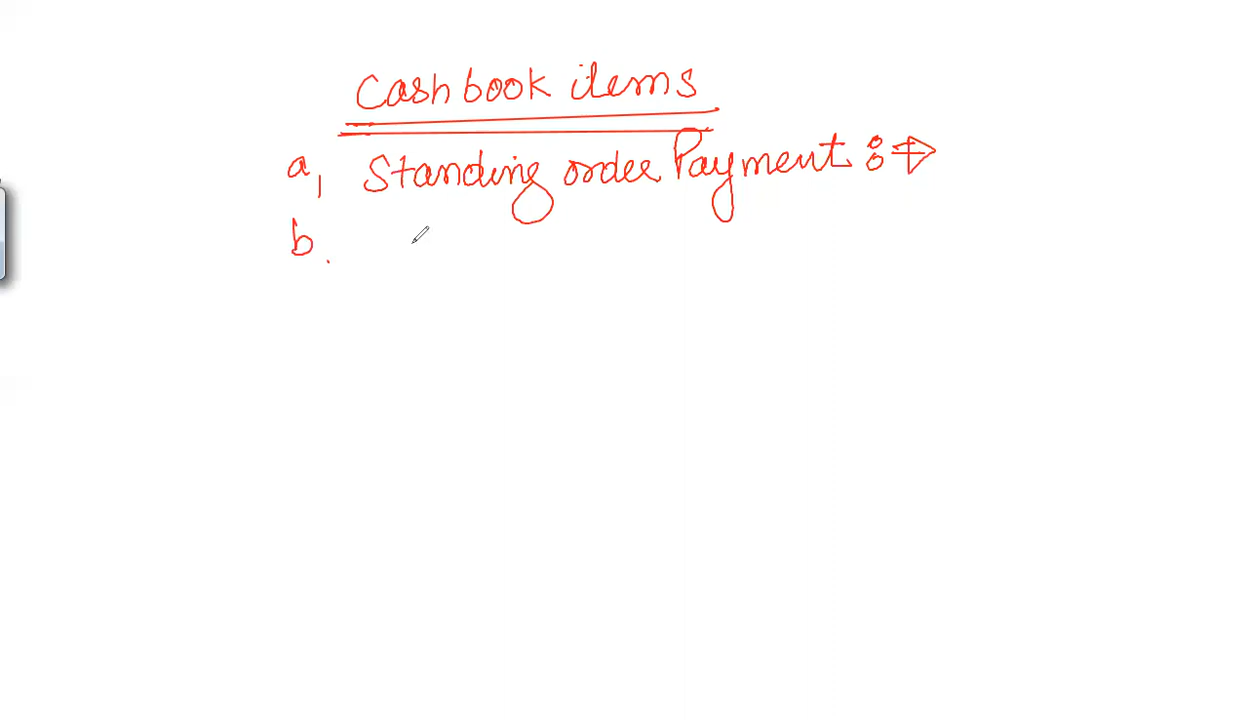 Cash book items
a, Standing order Payment :→
b.